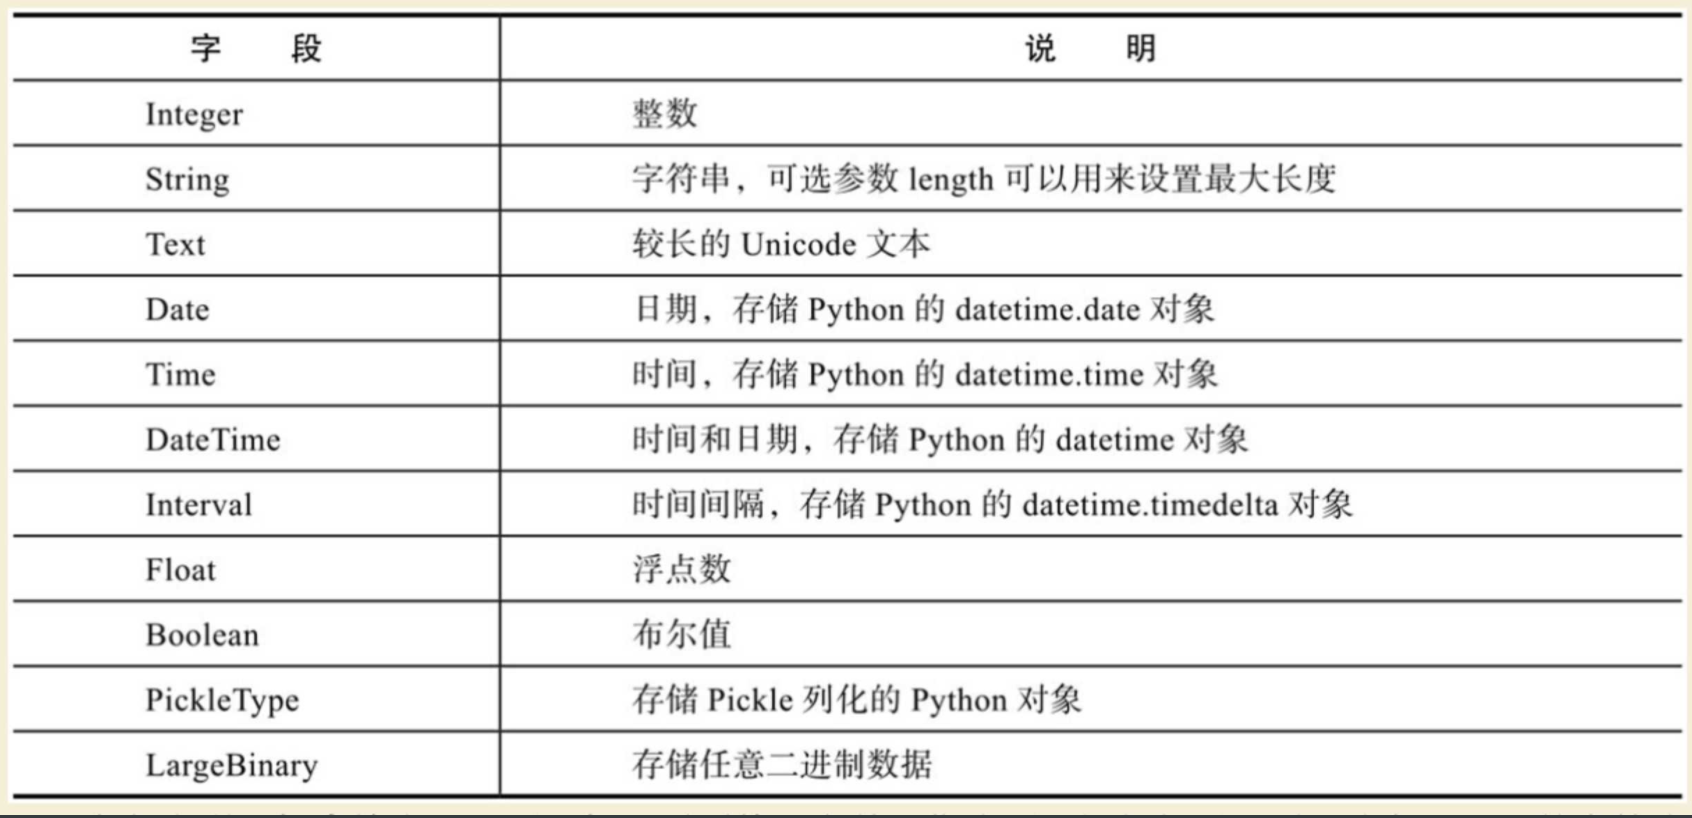 字 段 说 明
Integer 整数
String 字符串，可选参数 length 可以用来设置最大长度
Text 较长的 Unicode 文本
Date 日期，存储 Python 的 datetime.date 对象
Time 时间，存储 Python 的 datetime.time 对象
DateTime 时间和日期，存储 Python 的 datetime 对象
Interval 时间间隔，存储 Python 的 datetime.timedelta 对象
Float 浮点数
Boolean 布尔值
PickleType 存储 Pickle 列化的 Python 对象
LargeBinary 存储任意二进制数据